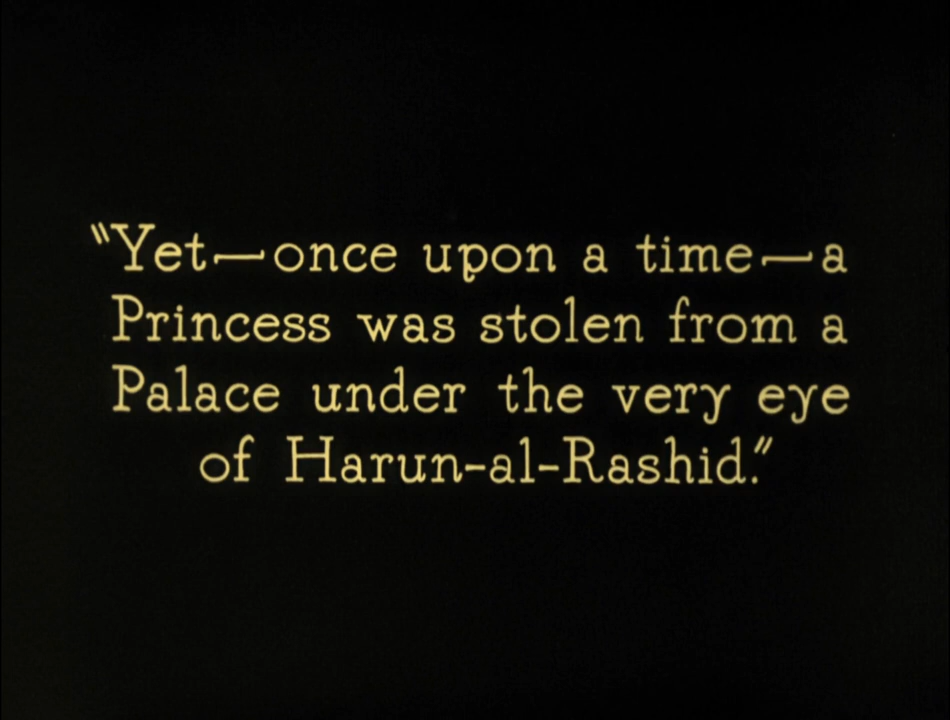 "Yet—once upon a time—a
Princess was stolen from a
Palace under the very eye
of Harun-al-Rashid."